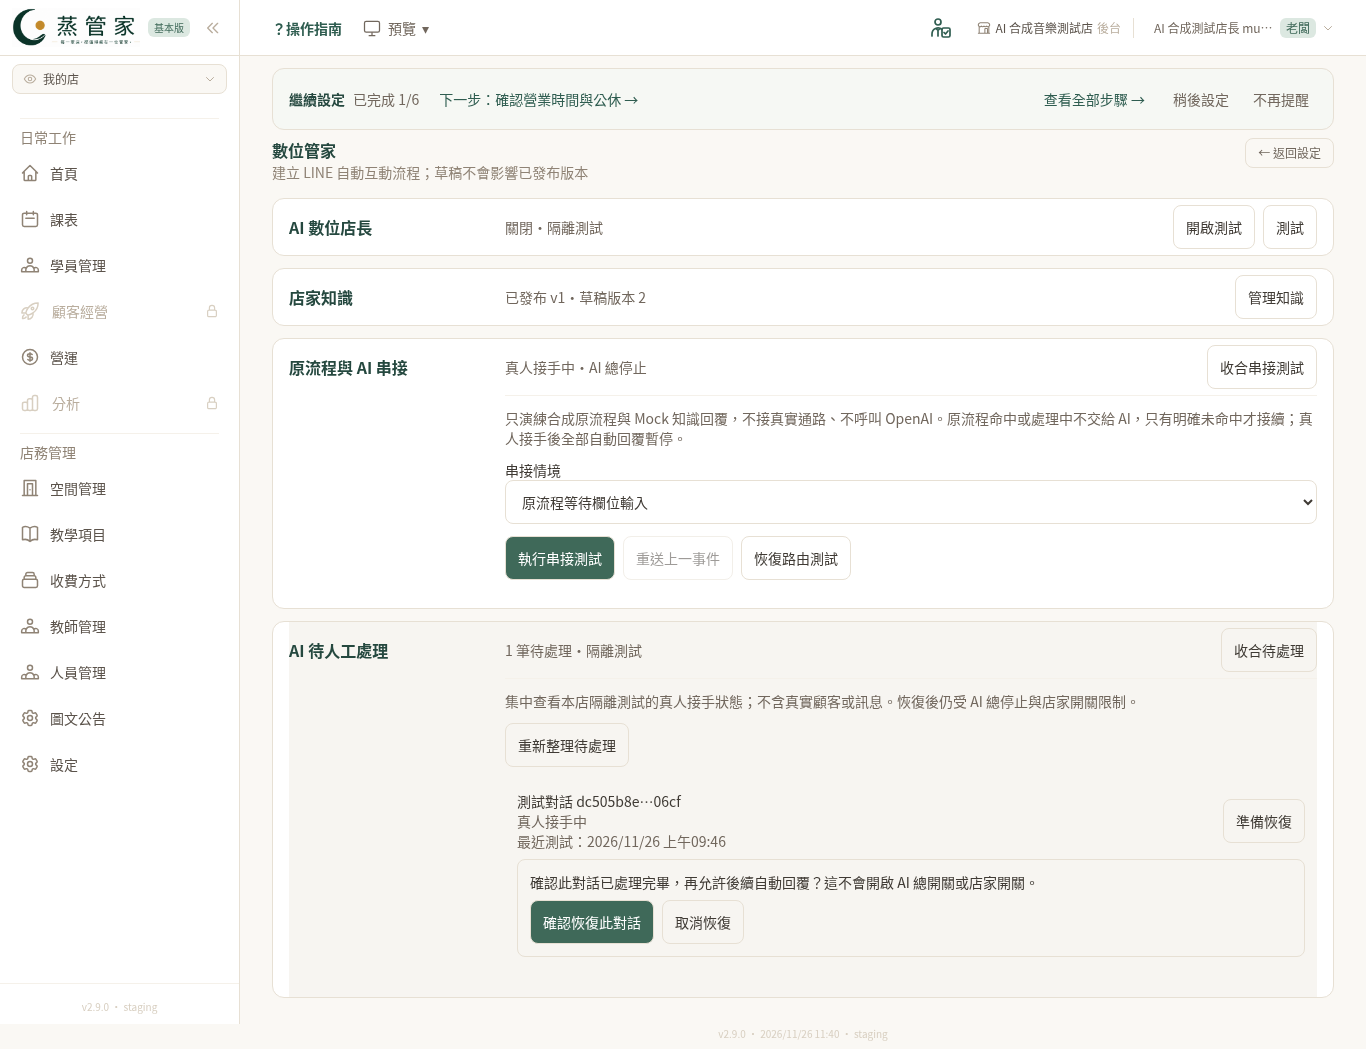 蒸管家
基本版
?操作指南
預覽 ▾
AI 合成音樂測試店 後台
AI 合成測試店長 mu⋯
老闆
我的店
日常工作
首頁
課表
學員管理
顧客經營
營運
分析
店務管理
空間管理
教學項目
收費方式
教師管理
人員管理
圖文公告
設定
v2.9.0 · staging
繼續設定 已完成 1/6 下一步：確認營業時間與公休 →
查看全部步驟 → 稍後設定 不再提醒
數位管家
← 返回設定
建立 LINE 自動互動流程；草稿不會影響已發布版本
AI 數位店長 關閉・隔離測試 開啟測試 測試
店家知識 已發布 v1・草稿版本 2 管理知識
原流程與 AI 串接 真人接手中・AI 總停止 收合串接測試
只演練合成原流程與 Mock 知識回覆，不接真實通路、不呼叫 OpenAI。原流程命中或處理中不交給 AI，只有明確未命中才接續；真
人接手後全部自動回覆暫停。
串接情境
原流程等待欄位輸入
執行串接測試 重送上一事件 恢復路由測試
AI 待人工處理 1 筆待處理・隔離測試 收合待處理
集中查看本店隔離測試的真人接手狀態；不含真實顧客或訊息。恢復後仍受 AI 總停止與店家開關限制。
重新整理待處理
測試對話 dc505b8e⋯06cf
真人接手中
最近測試：2026/11/26 上午09:46
準備恢復
確認此對話已處理完畢，再允許後續自動回覆？這不會開啟 AI 總開關或店家開關。
確認恢復此對話 取消恢復
v2.9.0 · 2026/11/26 11:40 · staging